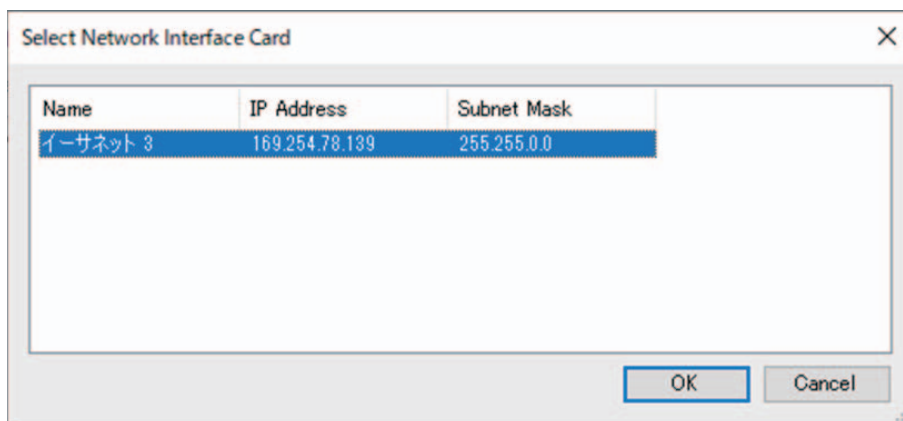 Select Network Interface Card
Name IP Address Subnet Mask
イーサネット 3 169.254.78.139 255.255.0.0
OK Cancel